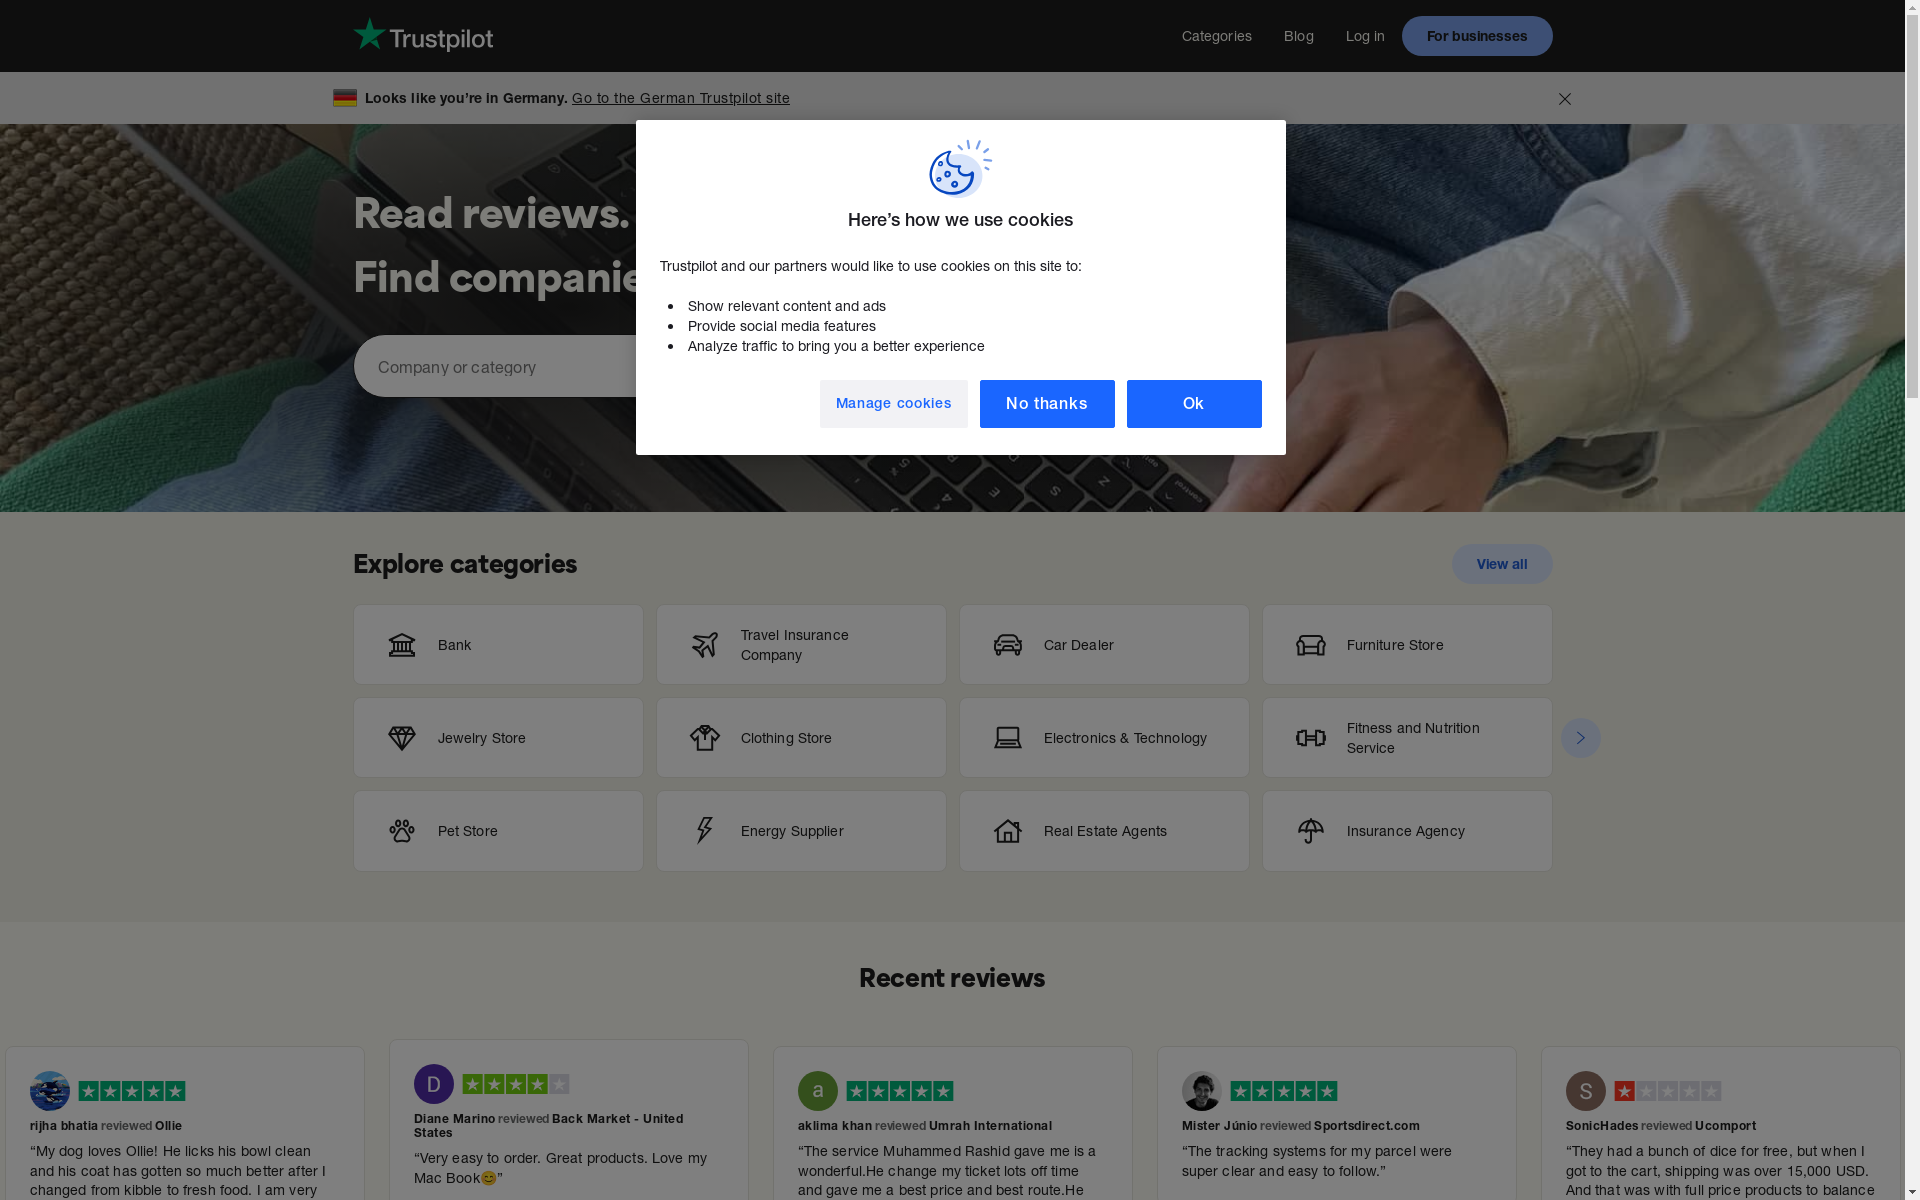 Trustpilot
Categories
Blog
Log in
For businesses
Looks like you’re in Germany. Go to the German Trustpilot site
Read reviews.
Find companie
Company or category
Here’s how we use cookies
Trustpilot and our partners would like to use cookies on this site to:
Show relevant content and ads
Provide social media features
Analyze traffic to bring you a better experience
Manage cookies
No thanks
Ok
Explore categories
View all
Bank
Travel Insurance
Company
Car Dealer
Furniture Store
Jewelry Store
Clothing Store
Electronics & Technology
Fitness and Nutrition
Service
Pet Store
Energy Supplier
Real Estate Agents
Insurance Agency
Recent reviews
rijha bhatia reviewed Ollie
“My dog loves Ollie! He licks his bowl clean
and his coat has gotten so much better after I
changed from kibble to fresh food. I am very
D
Diane Marino reviewed Back Market - United
States
“Very easy to order. Great products. Love my
Mac Book😊”
a
aklima khan reviewed Umrah International
“The service Muhammed Rashid gave me is a
wonderful.He change my ticket lots off time
and gave me a best price and best route.He
Mister Júnio reviewed Sportsdirect.com
“The tracking systems for my parcel were
super clear and easy to follow.”
S
SonicHades reviewed Ucomport
“They had a bunch of dice for free, but when I
got to the cart, shipping was over 15,000 USD.
And that was with full price products to balance